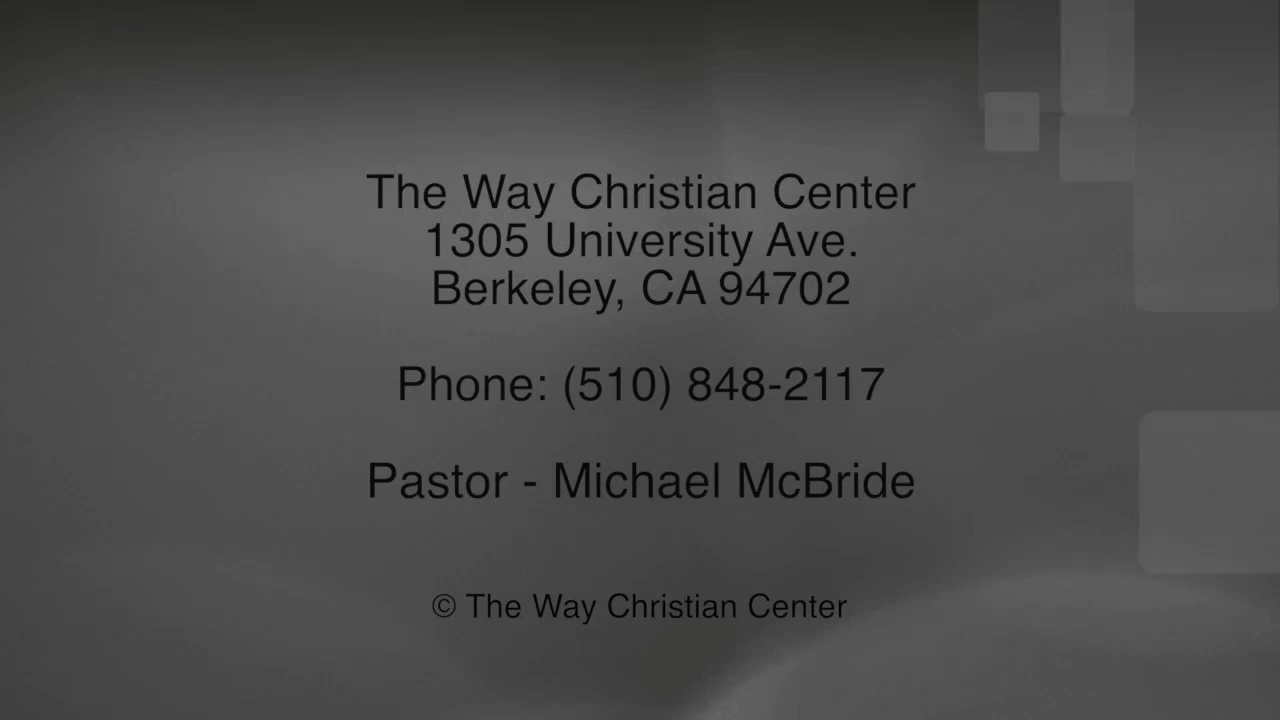 The Way Christian Center
1305 University Ave.
Berkeley, CA 94702
Phone: (510) 848-2117
Pastor - Michael McBride
© The Way Christian Center